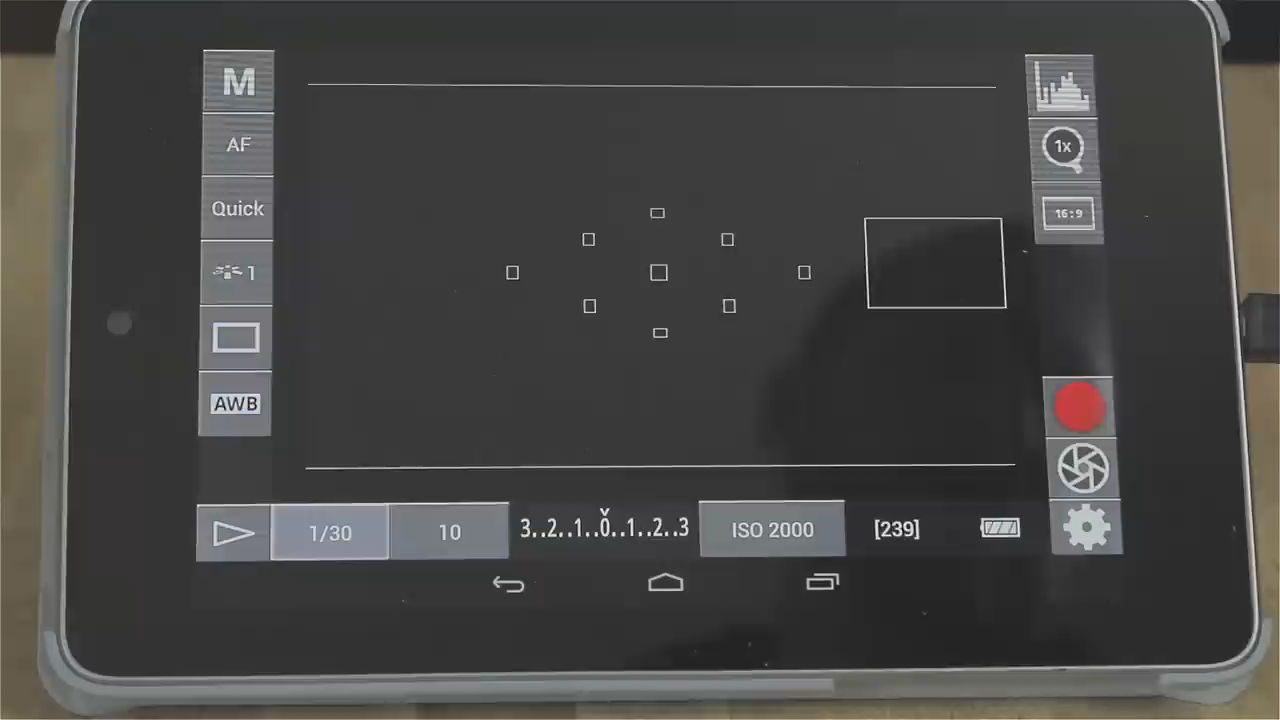 M
AF
1x
Quick
16:9
1
AWB
1/30
10
3..2..1..0..1..2..3
ISO 2000
[239]